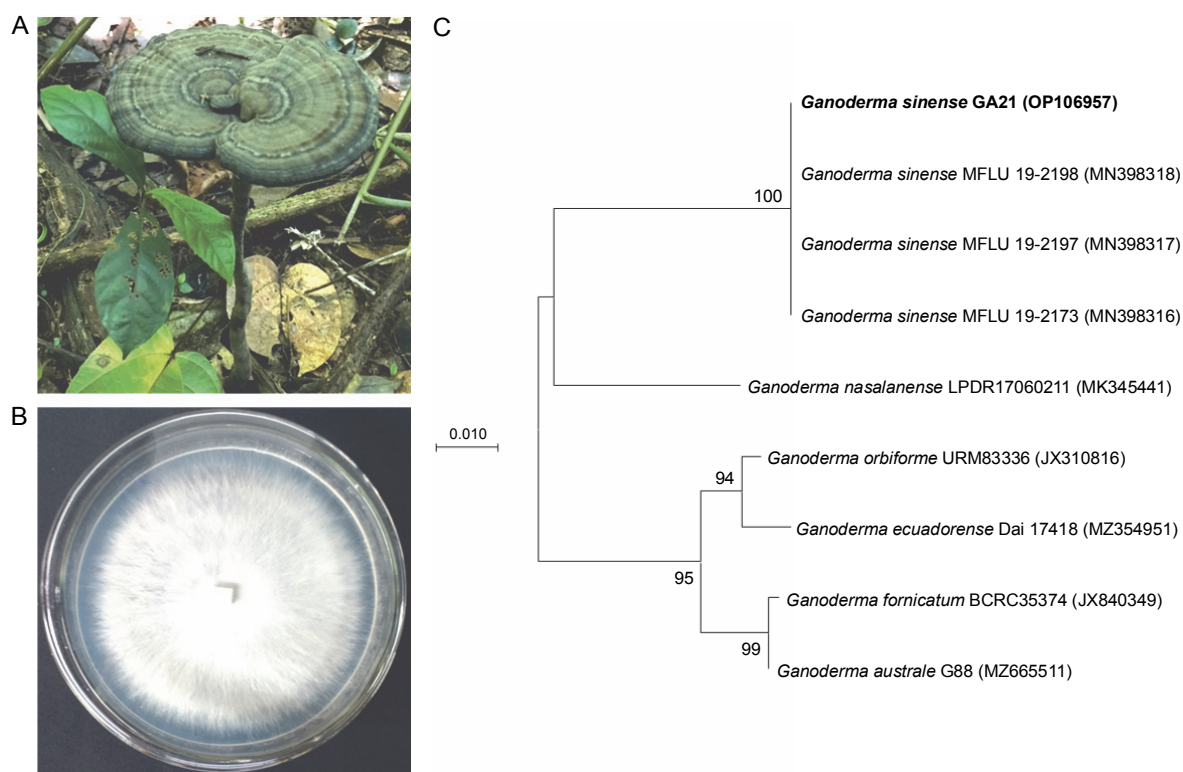 A
C
Ganoderma sinense GA21 (OP106957)
Ganoderma sinense MFLU 19-2198 (MN398318)
100
Ganoderma sinense MFLU 19-2197 (MN398317)
Ganoderma sinense MFLU 19-2173 (MN398316)
Ganoderma nasalanense LPDR17060211 (MK345441)
B
0.010
Ganoderma orbiforme URM83336 (JX310816)
94
Ganoderma ecuadorense Dai 17418 (MZ354951)
95
Ganoderma fornicatum BCRC35374 (JX840349)
99
Ganoderma australe G88 (MZ665511)